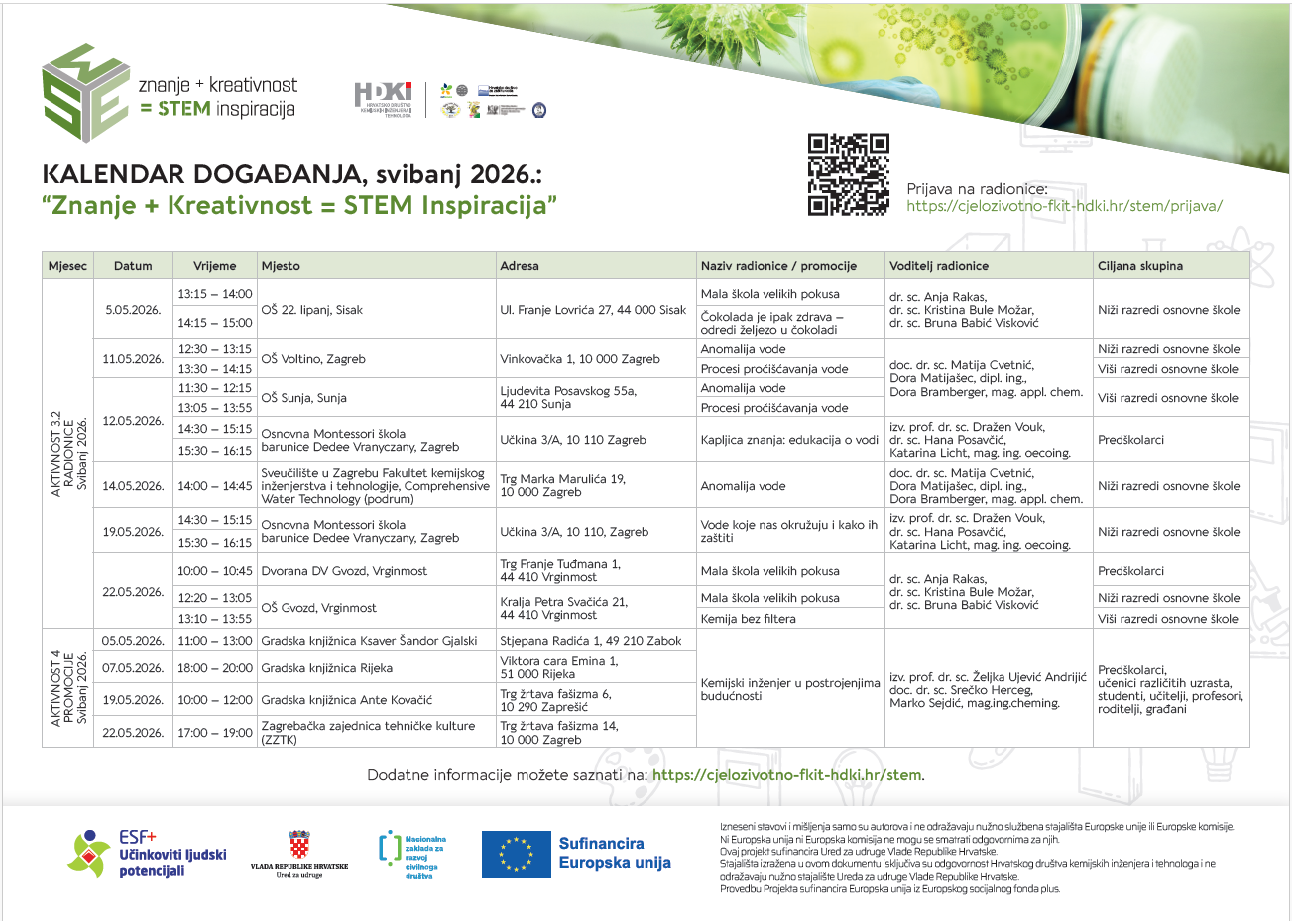 znanje + kreativnost
= STEM inspiracija
HDKI
HRVATSKO DRUŠTVO
KEMIJSKIH INŽENJERA I
TEHNOLOGA
KALENDAR DOGAĐANJA, svibanj 2026.:
“Znanje + Kreativnost = STEM Inspiracija”
Prijava na radionice:
https://cjelozivotno-fkit-hdki.hr/stem/prijava/
Mjesec Datum Vrijeme Mjesto Adresa Naziv radionice / promocije Voditelj radionice Ciljana skupina
AKTIVNOST 3.2
RADIONICE
Svibanj 2026.
5.05.2026.
13:15 – 14:00
14:15 – 15:00
OŠ 22. lipanj, Sisak
Ul. Franje Lovrića 27, 44 000 Sisak
Mala škola velikih pokusa
Čokolada je ipak zdrava –
odredi željezo u čokoladi
dr. sc. Anja Rakas,
dr. sc. Kristina Bule Možar,
dr. sc. Bruna Babić Visković
Niži razredi osnovne škole
11.05.2026.
12:30 – 13:15
13:30 – 14:15
OŠ Voltino, Zagreb
Vinkovačka 1, 10 000 Zagreb
Anomalija vode
Procesi proćišćavanja vode
doc. dr. sc. Matija Cvetnić,
Dora Matijašec, dipl. ing.,
Dora Bramberger, mag. appl. chem.
Niži razredi osnovne škole
Viši razredi osnovne škole
12.05.2026.
11:30 – 12:15
13:05 – 13:55
OŠ Sunja, Sunja
Ljudevita Posavskog 55a,
44 210 Sunja
Anomalija vode
Procesi proćišćavanja vode
Viši razredi osnovne škole
14:30 – 15:15
15:30 – 16:15
Osnovna Montessori škola
barunice Dedee Vranyczany, Zagreb
Učkina 3/A, 10 110 Zagreb
Kapljica znanja: edukacija o vodi
izv. prof. dr. sc. Dražen Vouk,
dr. sc. Hana Posavčić,
Katarina Licht, mag. ing. oecoing.
Predškolarci
14.05.2026.
14:00 – 14:45
Sveučilište u Zagrebu Fakultet kemijskog
inženjerstva i tehnologije, Comprehensive
Water Technology (podrum)
Trg Marka Marulića 19,
10 000 Zagreb
Anomalija vode
doc. dr. sc. Matija Cvetnić,
Dora Matijašec, dipl. ing.,
Dora Bramberger, mag. appl. chem.
Niži razredi osnovne škole
19.05.2026.
14:30 – 15:15
15:30 – 16:15
Osnovna Montessori škola
barunice Dedee Vranyczany, Zagreb
Učkina 3/A, 10 110, Zagreb
Vode koje nas okružuju i kako ih
zaštiti
izv. prof. dr. sc. Dražen Vouk,
dr. sc. Hana Posavčić,
Katarina Licht, mag. ing. oecoing.
Niži razredi osnovne škole
22.05.2026.
10:00 – 10:45
Dvorana DV Gvozd, Vrginmost
Trg Franje Tuđmana 1,
44 410 Vrginmost
Mala škola velikih pokusa
dr. sc. Anja Rakas,
dr. sc. Kristina Bule Možar,
dr. sc. Bruna Babić Visković
Predškolarci
12:20 – 13:05
13:10 – 13:55
OŠ Gvozd, Vrginmost
Kralja Petra Svačića 21,
44 410 Vrginmost
Mala škola velikih pokusa
Kemija bez filtera
Niži razredi osnovne škole
Viši razredi osnovne škole
AKTIVNOST 4
PROMOCIJE
Svibanj 2026.
05.05.2026. 11:00 – 13:00 Gradska knjižnica Ksaver Šandor Gjalski Stjepana Radića 1, 49 210 Zabok
07.05.2026. 18:00 – 20:00 Gradska knjižnica Rijeka
Viktora cara Emina 1,
51 000 Rijeka
19.05.2026. 10:00 – 12:00 Gradska knjižnica Ante Kovačić
Trg žrtava fašizma 6,
10 290 Zaprešić
22.05.2026. 17:00 – 19:00
Zagrebačka zajednica tehničke kulture
(ZZTK)
Trg žrtava fašizma 14,
10 000 Zagreb
Kemijski inženjer u postrojenjima
budućnosti
izv. prof. dr. sc. Željka Ujević Andrijić
doc. dr. sc. Srećko Herceg,
Marko Sejdić, mag.ing.cheming.
Predškolarci,
učenici različitih uzrasta,
studenti, učitelji, profesori,
roditelji, građani
Dodatne informacije možete saznati na: https://cjelozivotno-fkit-hdki.hr/stem.
ESF+
Učinkoviti ljudski
potencijali
VLADA REPUBLIKE HRVATSKE
Ured za udruge
Nacionalna
zaklada za
razvoj
civilnoga
društva
Sufinancira
Europska unija
Izneseni stavovi i mišljenja samo su autorova i ne odražavaju nužno službena stajališta Europske unije ili Europske komisije.
Ni Europska unija ni Europska komisija ne mogu se smatrati odgovornima za njih.
Ovaj projekt sufinancira Ured za udruge Vlade Republike Hrvatske.
Stajališta izražena u ovom dokumentu isključiva su odgovornost Hrvatskog društva kemijskih inženjera i tehnologa i ne
odražavaju nužno stajalište Ureda za udruge Vlade Republike Hrvatske.
Provedbu Projekta sufinancira Europska unija iz Europskog socijalnog fonda plus.